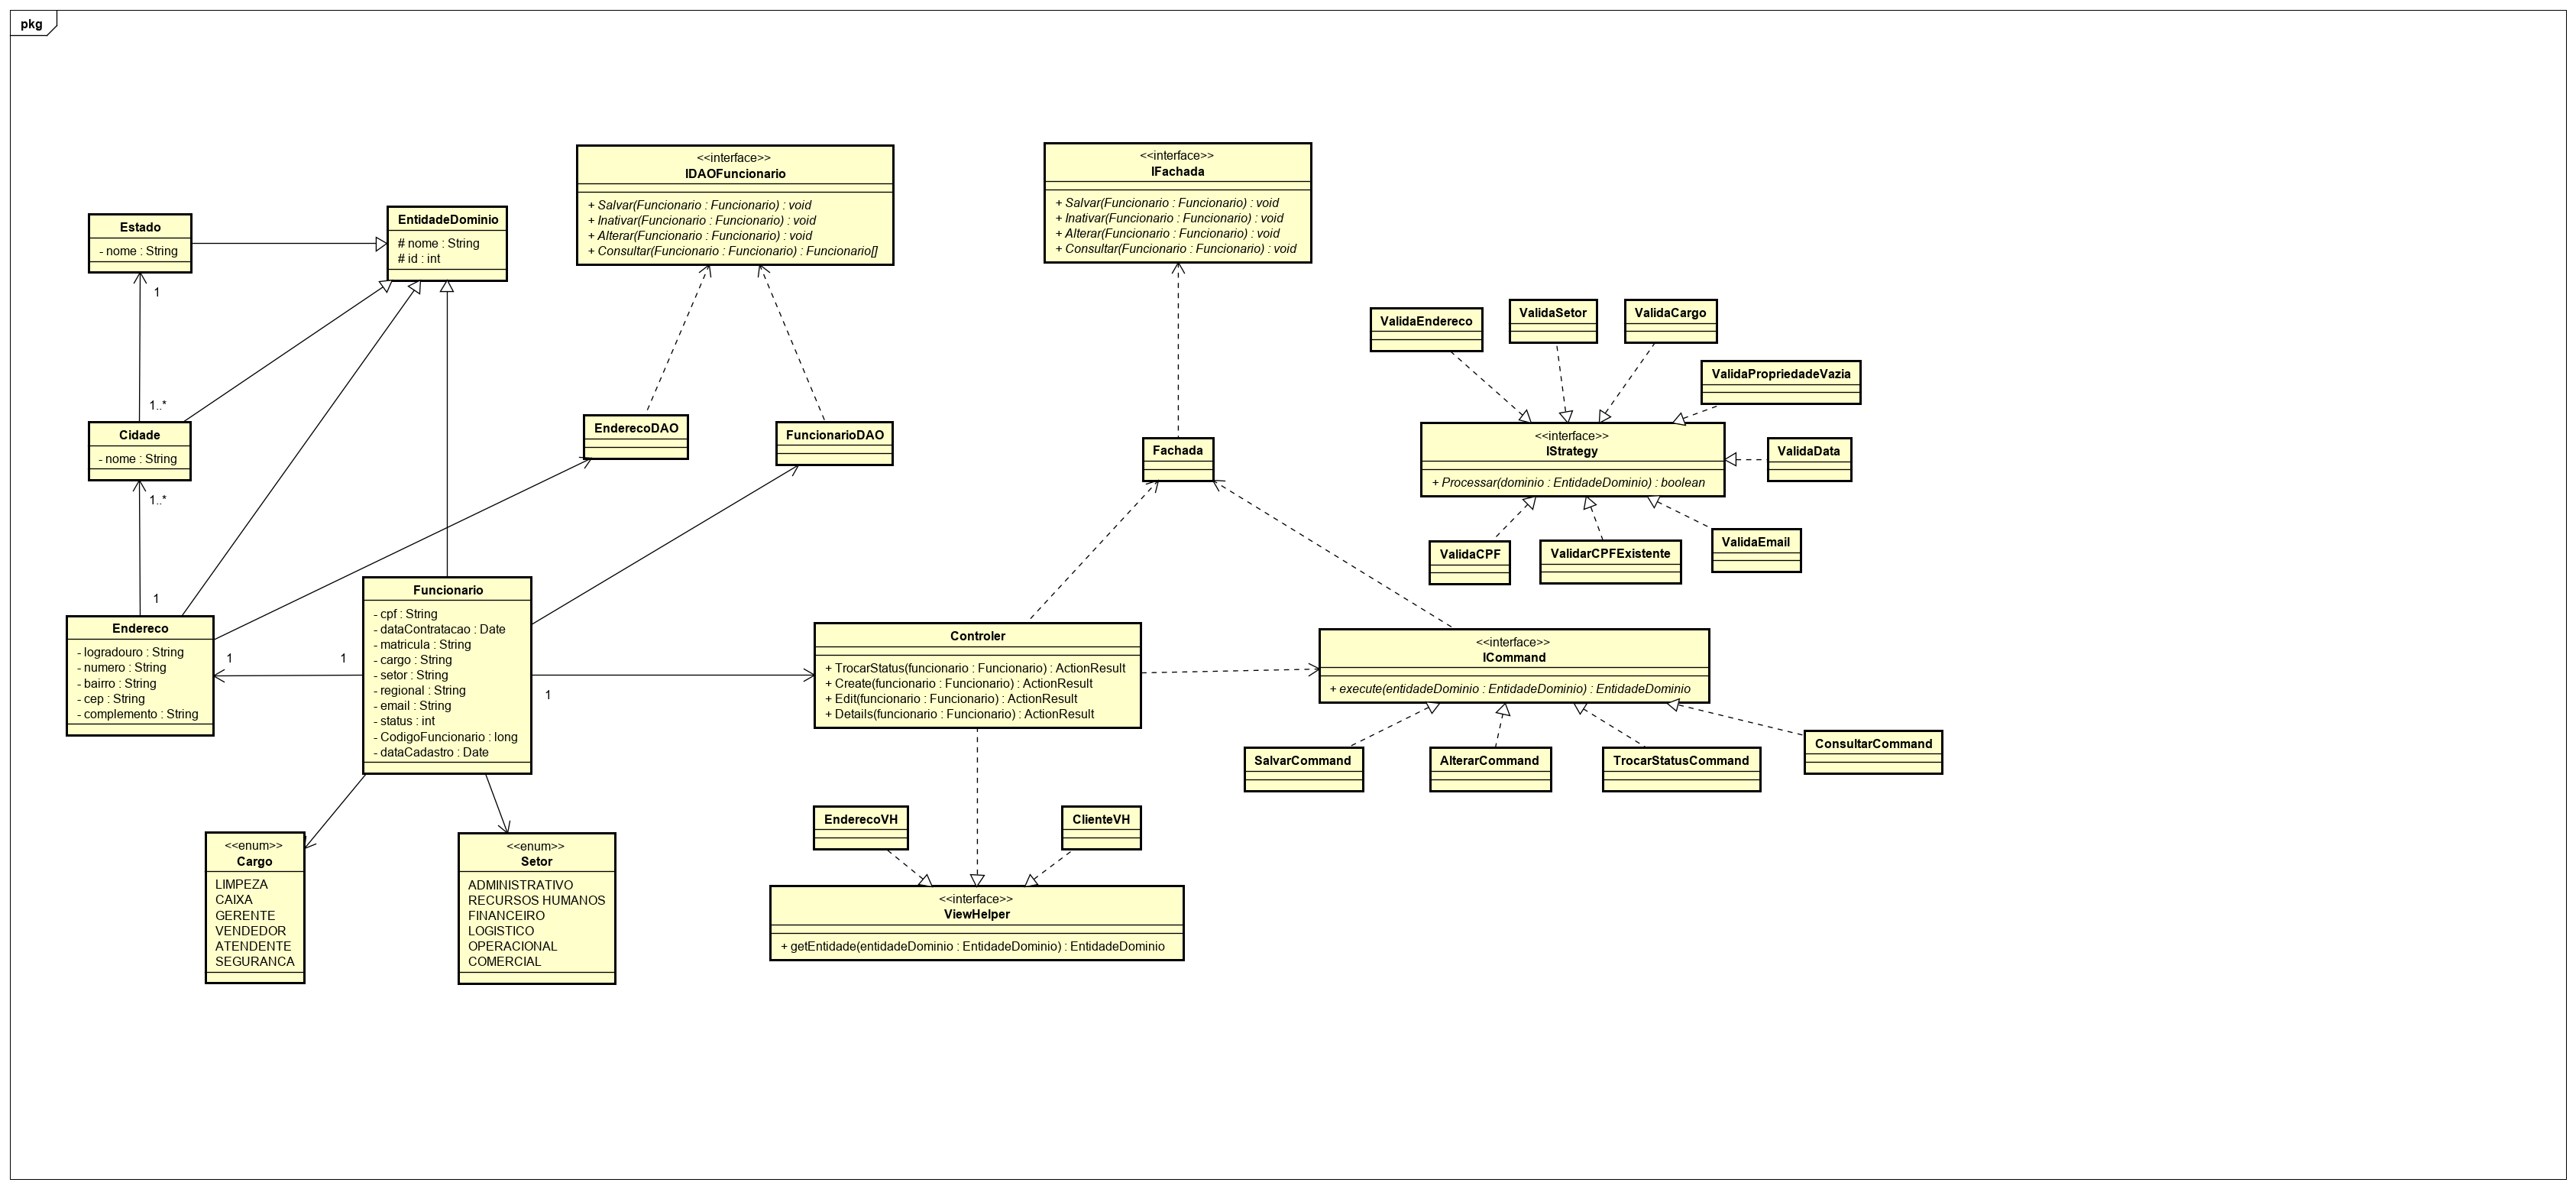 pkg
<<interface>>
IDAOFuncionario
+ Salvar(Funcionario : Funcionario) : void
+ Inativar(Funcionario : Funcionario) : void
+ Alterar(Funcionario : Funcionario) : void
+ Consultar(Funcionario : Funcionario) : Funcionario[]
<<interface>>
IFachada
+ Salvar(Funcionario : Funcionario) : void
+ Inativar(Funcionario : Funcionario) : void
+ Alterar(Funcionario : Funcionario) : void
+ Consultar(Funcionario : Funcionario) : void
Estado
- nome : String
EntidadeDominio
# nome : String
# id : int
1
1..*
ValidaEndereco
ValidaSetor
ValidaCargo
ValidaPropriedadeVazia
Cidade
- nome : String
EnderecoDAO
FuncionarioDAO
Fachada
<<interface>>
IStrategy
+ Processar(dominio : EntidadeDominio) : boolean
ValidaData
1..*
1
ValidaCPF
ValidarCPFExistente
ValidaEmail
Endereco
- logradouro : String
- numero : String
- bairro : String
- cep : String
- complemento : String
1
1
Funcionario
- cpf : String
- dataContratacao : Date
- matricula : String
- cargo : String
- setor : String
- regional : String
- email : String
- status : int
- CodigoFuncionario : long
- dataCadastro : Date
1
Controler
+ TrocarStatus(funcionario : Funcionario) : ActionResult
+ Create(funcionario : Funcionario) : ActionResult
+ Edit(funcionario : Funcionario) : ActionResult
+ Details(funcionario : Funcionario) : ActionResult
<<interface>>
ICommand
+ execute(entidadeDominio : EntidadeDominio) : EntidadeDominio
SalvarCommand
AlterarCommand
TrocarStatusCommand
ConsultarCommand
EnderecoVH
ClienteVH
<<enum>>
Cargo
LIMPEZA
CAIXA
GERENTE
VENDEDOR
ATENDENTE
SEGURANCA
<<enum>>
Setor
ADMINISTRATIVO
RECURSOS HUMANOS
FINANCEIRO
LOGISTICO
OPERACIONAL
COMERCIAL
<<interface>>
ViewHelper
+ getEntidade(entidadeDominio : EntidadeDominio) : EntidadeDominio